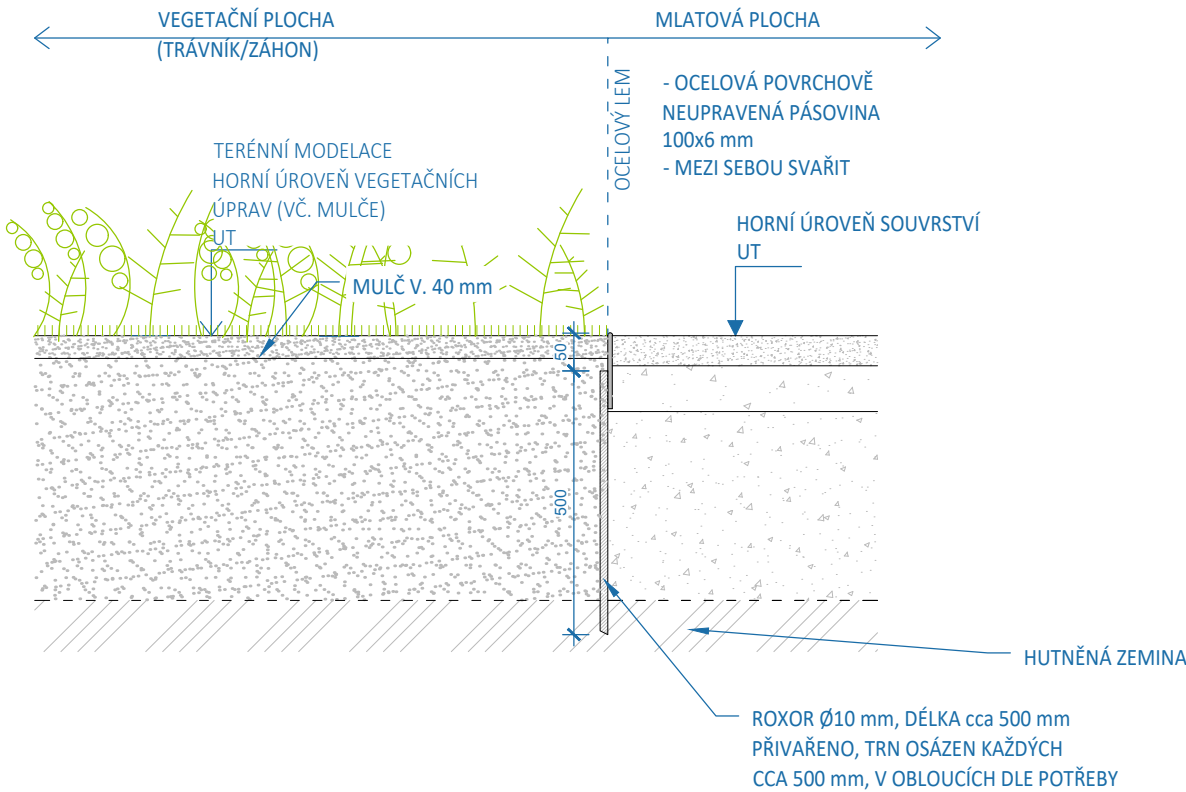 VEGETAČNÍ PLOCHA
(TRÁVNÍK/ZÁHON)
MLATOVÁ PLOCHA
OCELOVÝ LEM
- OCELOVÁ POVRCHOVĚ
NEUPRAVENÁ PÁSOVINA
100x6 mm
- MEZI SEBOU SVAŘIT
TERÉNNÍ MODELACE
HORNÍ ÚROVEŇ VEGETAČNÍCH
ÚPRAV (VČ. MULČE)
UT
HORNÍ ÚROVEŇ SOUVRSTVÍ
UT
MULČ V. 40 mm
50
500
HUTNĚNÁ ZEMINA
ROXOR Ø10 mm, DÉLKA cca 500 mm
PŘIVAŘENO, TRN OSÁZEN KAŽDÝCH
CCA 500 mm, V OBLOUCÍCH DLE POTŘEBY